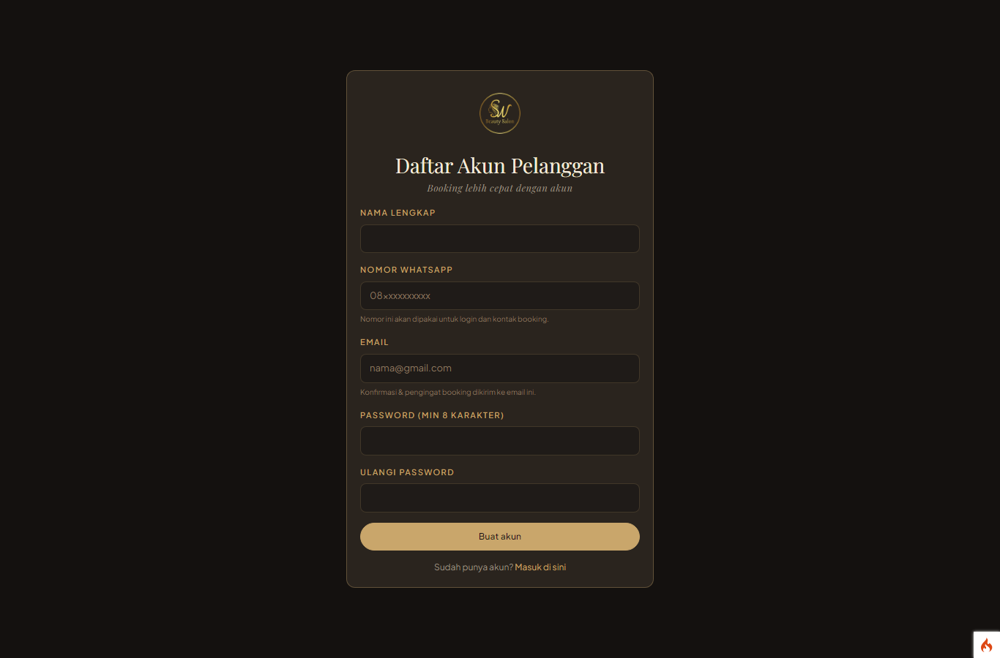 SW
Beauty Salon
Daftar Akun Pelanggan
Booking lebih cepat dengan akun
NAMA LENGKAP
NOMOR WHATSAPP
08xxxxxxxxxx
Nomor ini akan dipakai untuk login dan kontak booking.
EMAIL
nama@gmail.com
Konfirmasi & pengingat booking dikirim ke email ini.
PASSWORD (MIN 8 KARAKTER)
ULANGI PASSWORD
Buat akun
Sudah punya akun? Masuk di sini